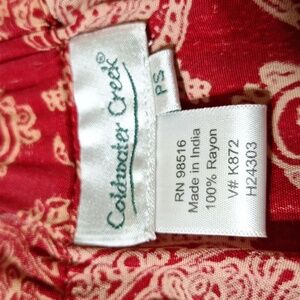 Coldwater Creek®
PS
RN 98516
Made in India
100% Rayon
V# K872
H24303